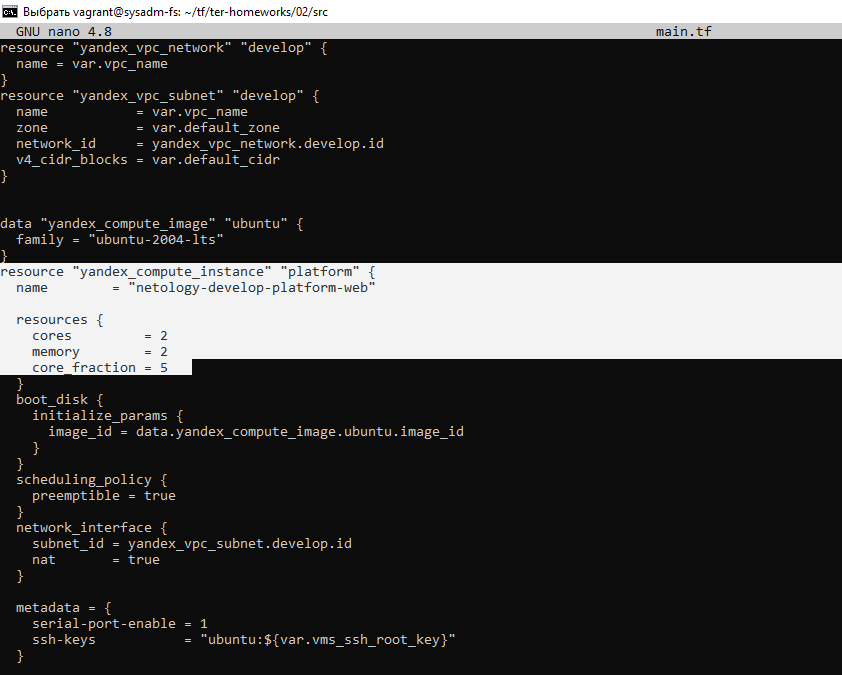 Выбрать vagrant@sysadm-fs: ~/tf/ter-homeworks/02/src
GNU nano 4.8 main.tf
resource "yandex_vpc_network" "develop" {
  name = var.vpc_name
}
resource "yandex_vpc_subnet" "develop" {
  name           = var.vpc_name
  zone           = var.default_zone
  network_id     = yandex_vpc_network.develop.id
  v4_cidr_blocks = var.default_cidr
}
data "yandex_compute_image" "ubuntu" {
  family = "ubuntu-2004-lts"
}
resource "yandex_compute_instance" "platform" {
  name        = "netology-develop-platform-web"
  resources {
    cores         = 2
    memory        = 2
    core_fraction = 5
  }
  boot_disk {
    initialize_params {
      image_id = data.yandex_compute_image.ubuntu.image_id
    }
  }
  scheduling_policy {
    preemptible = true
  }
  network_interface {
    subnet_id = yandex_vpc_subnet.develop.id
    nat       = true
  }
  metadata = {
    serial-port-enable = 1
    ssh-keys           = "ubuntu:${var.vms_ssh_root_key}"
  }